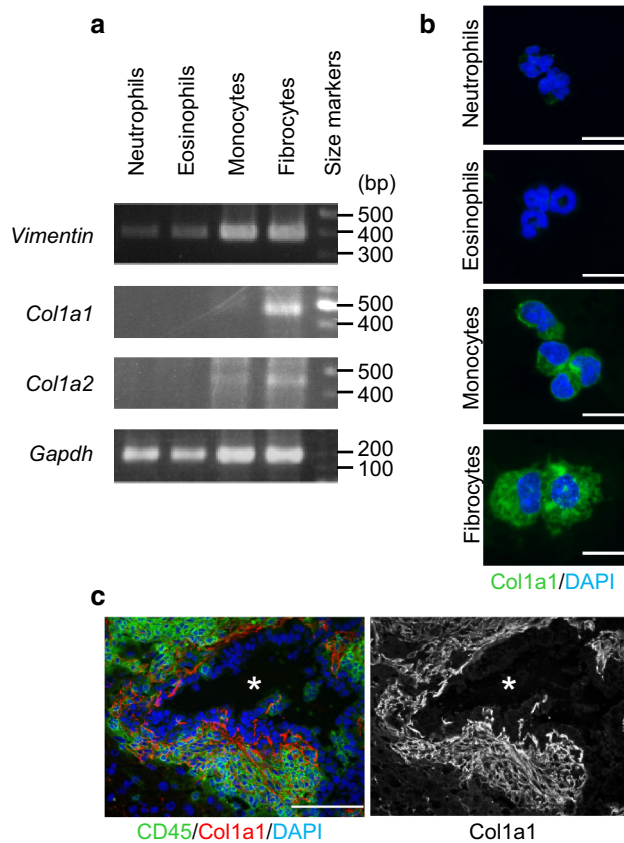 a
Neutrophils
Eosinophils
Monocytes
Fibrocytes
Size markers
(bp)
Vimentin
500
400
300
Col1a1
500
400
Col1a2
500
400
Gapdh
200
100
b
Neutrophils
Eosinophils
Monocytes
Fibrocytes
Col1a1/DAPI
c
*
*
CD45/Col1a1/DAPI
Col1a1